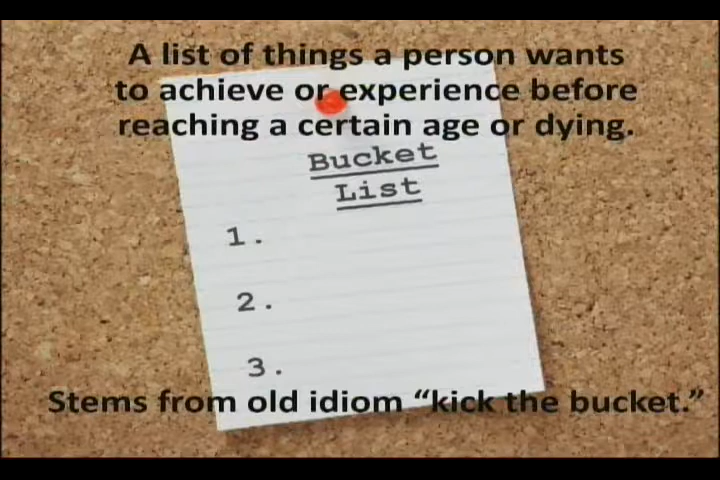 A list of things a person wants
to achieve or experience before
reaching a certain age or dying.
Bucket
List
1.
2.
3.
Stems from old idiom “kick the bucket.”